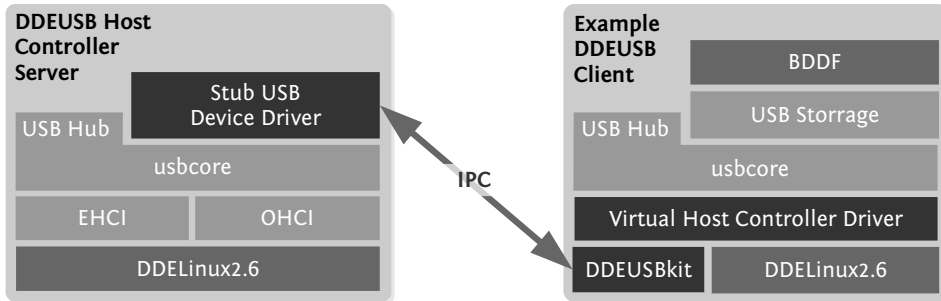 DDEUSB Host
Controller
Server
Stub USB
Device Driver
USB Hub
usbcore
EHCI
OHCI
DDELinux2.6
IPC
Example
DDEUSB
Client
BDDF
USB Storrage
USB Hub
usbcore
Virtual Host Controller Driver
DDEUSBkit
DDELinux2.6